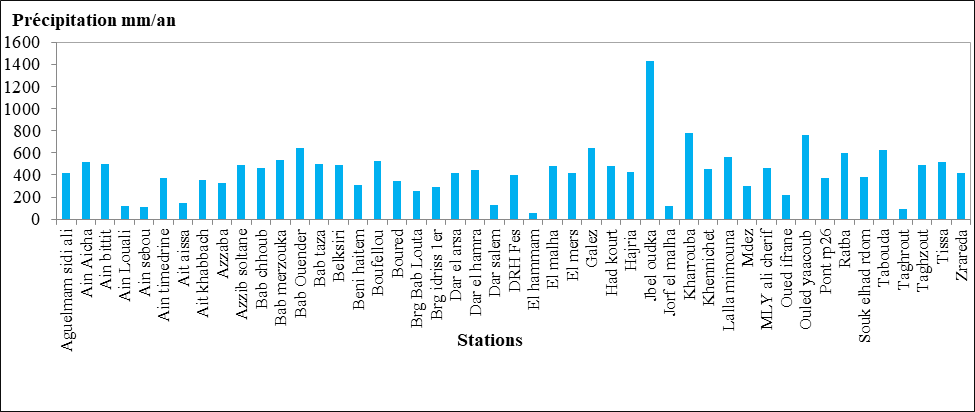 Précipitation mm/an
1600
1400
1200
1000
800
600
400
200
0
Aguelmam sidi ali
Ain Aicha
Ain bittit
Ain Louali
Ain sebou
Ain timedrine
Ait aissa
Ait khabbach
Azzaba
Azzib soltane
Bab chhoub
Bab merzouka
Bab Ouender
Bab taza
Belksiri
Beni haitem
Boufellou
Boured
Brg Bab Louta
Brg idriss 1er
Dar el arsa
Dar el hamra
Dar salem
DRH Fes
El hammam
El malha
El mers
Galez
Had kourt
Hajria
Jbel oudka
Jorf el malha
Kharrouba
Khennichet
Lalla mimouna
Mdez
MLY ali cherif
Oued ifrane
Ouled yaacoub
Pont rp26
Ratba
Souk elhad rdom
Tabouda
Taghrout
Taghzout
Tissa
Zrareda
Stations